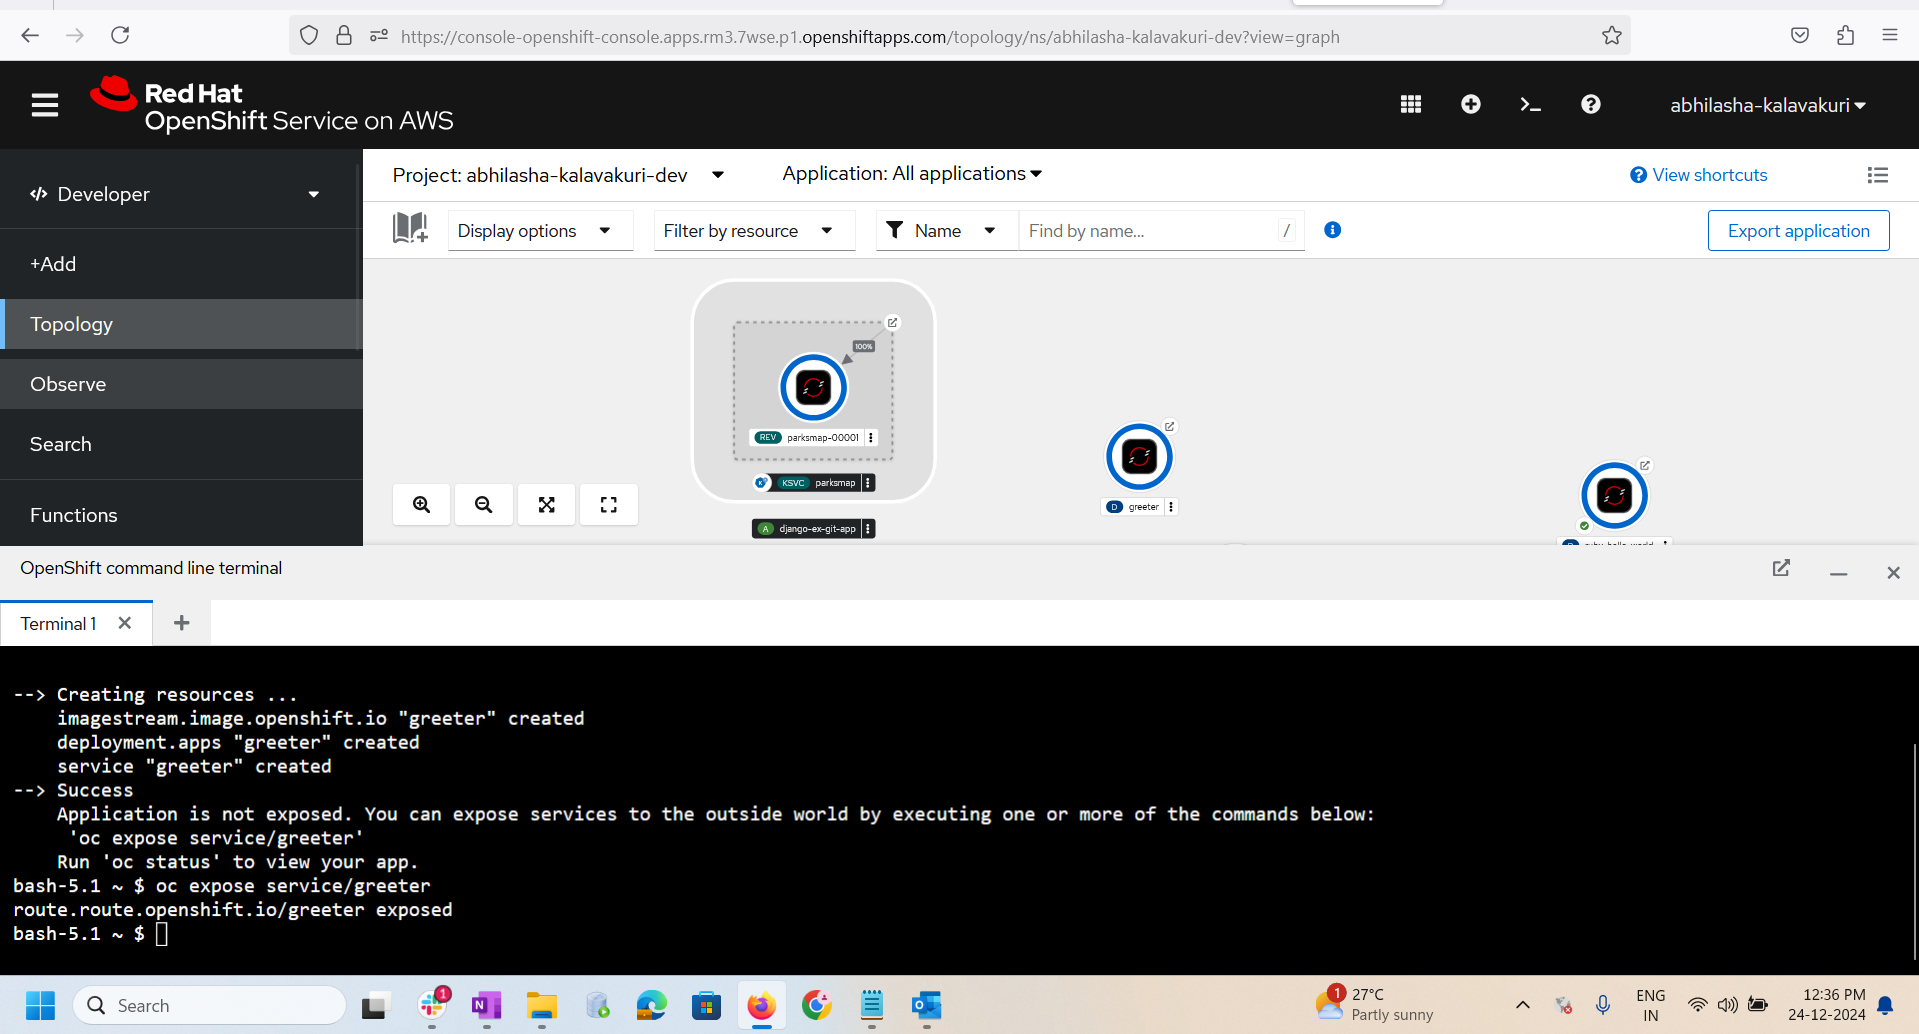 https://console-openshift-console.apps.rm3.7wse.p1.openshiftapps.com/topology/ns/abhilasha-kalavakuri-dev?view=graph
Red Hat
OpenShift Service on AWS
abhilasha-kalavakuri
Developer
+Add
Topology
Observe
Search
Functions
Project: abhilasha-kalavakuri-dev
Application: All applications
View shortcuts
Display options
Filter by resource
Name
Find by name...
/
Export application
100%
REV parksmap-00001
KSVC parksmap
A django-ex-git-app
D greeter
OpenShift command line terminal
Terminal 1
--> Creating resources ...
imagestream.image.openshift.io "greeter" created
deployment.apps "greeter" created
service "greeter" created
--> Success
Application is not exposed. You can expose services to the outside world by executing one or more of the commands below:
'oc expose service/greeter'
Run 'oc status' to view your app.
bash-5.1 ~ $ oc expose service/greeter
route.route.openshift.io/greeter exposed
bash-5.1 ~ $
Search
1
1
27°C
Partly sunny
ENG
IN
12:36 PM
24-12-2024